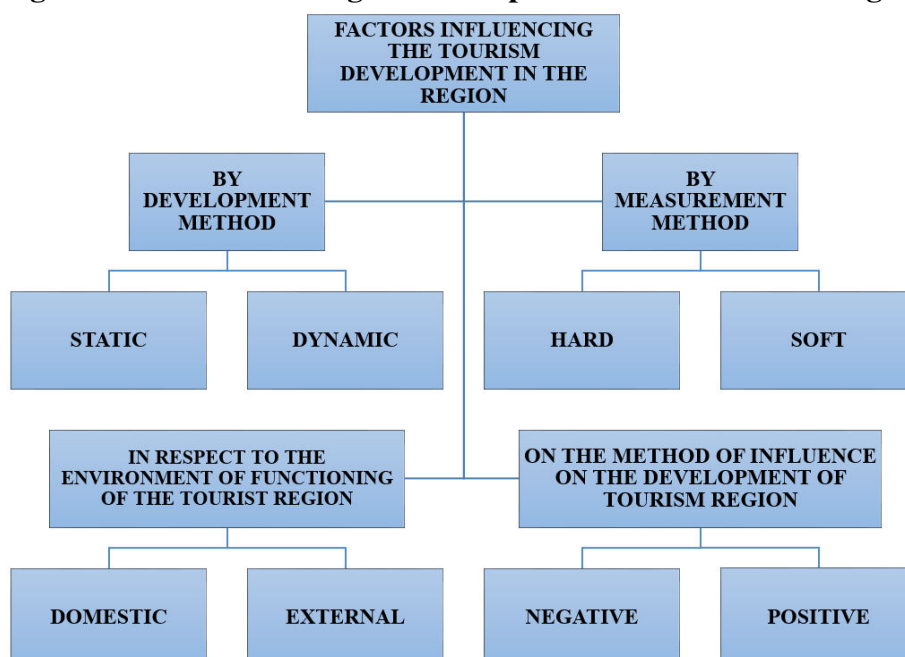 FACTORS INFLUENCING
THE TOURISM
DEVELOPMENT IN THE
REGION
BY
DEVELOPMENT
METHOD
BY
MEASUREMENT
METHOD
STATIC
DYNAMIC
HARD
SOFT
IN RESPECT TO THE
ENVIRONMENT OF FUNCTIONING
OF THE TOURIST REGION
ON THE METHOD OF INFLUENCE
ON THE DEVELOPMENT OF
TOURISM REGION
DOMESTIC
EXTERNAL
NEGATIVE
POSITIVE